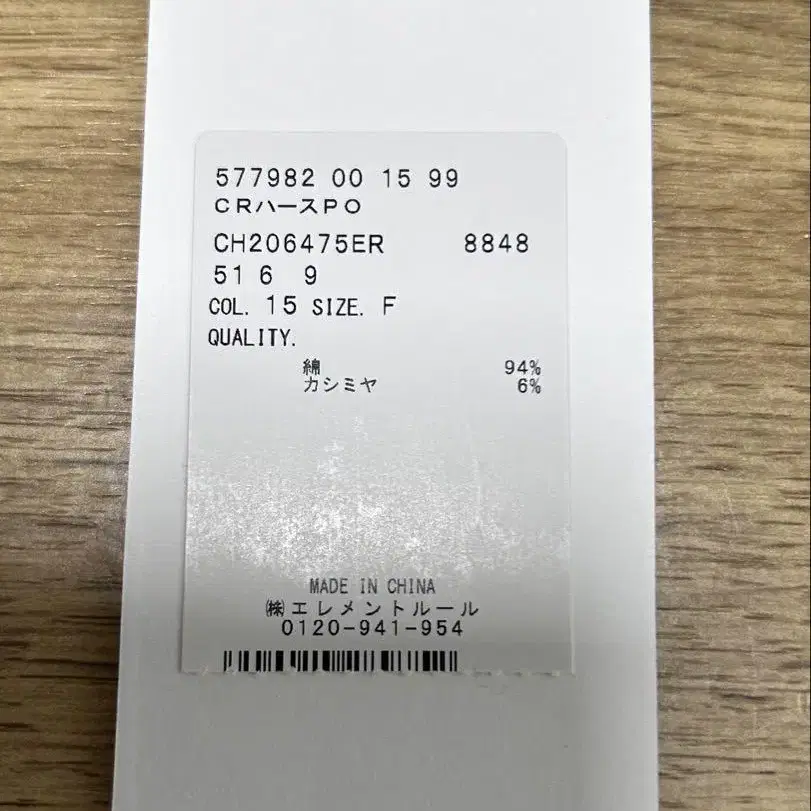 577982 00 15 99
CRハースPO
CH206475ER 8848
51 6 9
COL. 15 SIZE. F
QUALITY.
綿 94%
カシミヤ 6%
MADE IN CHINA
㈱エレメントルール
0120-941-954